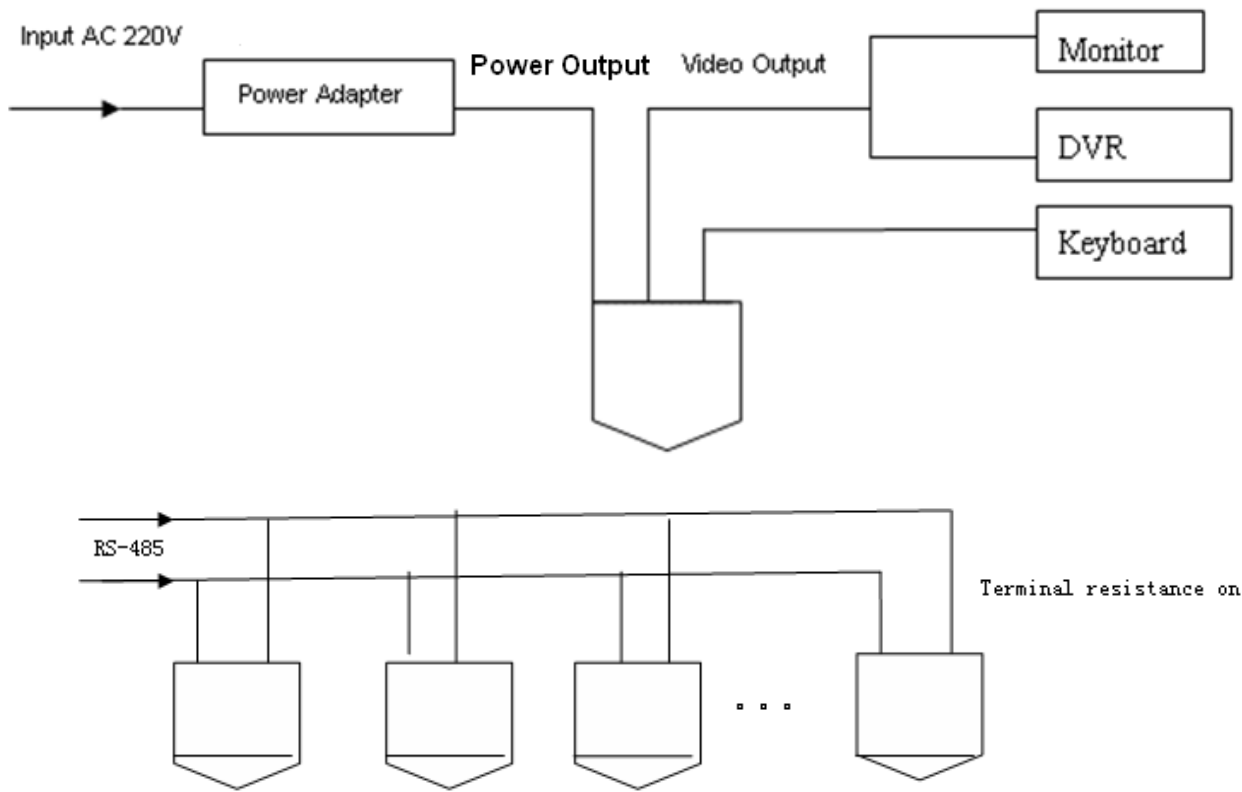 Input AC 220V
Power Adapter
Power Output
Video Output
Monitor
DVR
Keyboard
RS-485
Terminal resistance on